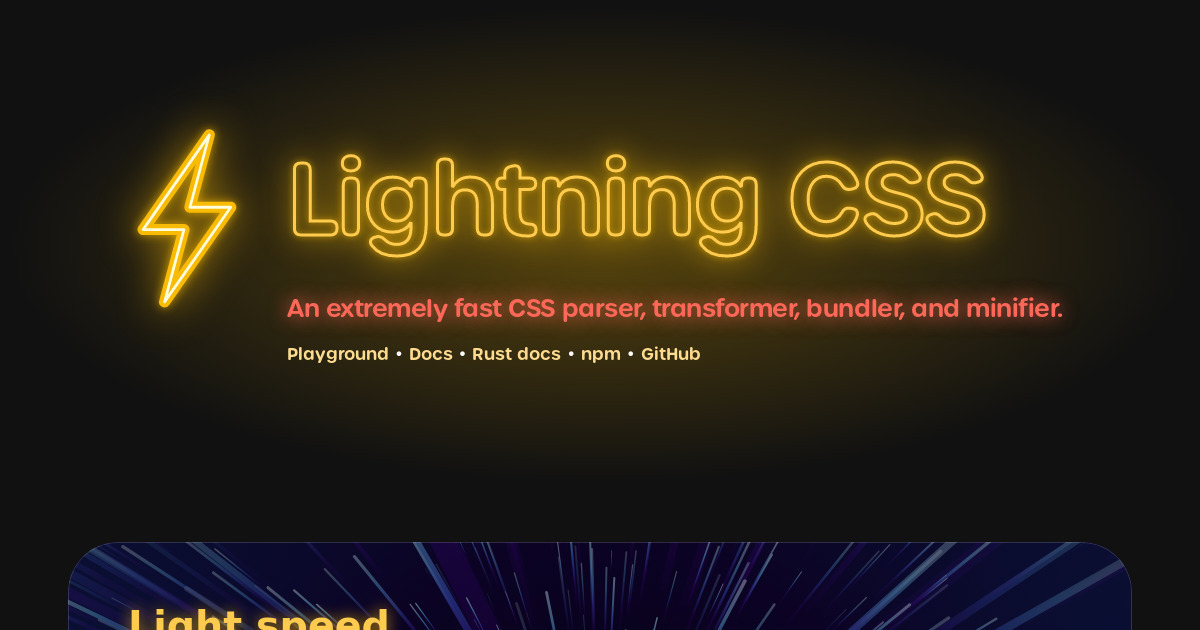 Lightning CSS
An extremely fast CSS parser, transformer, bundler, and minifier.
Playground • Docs • Rust docs • npm • GitHub
Light speed